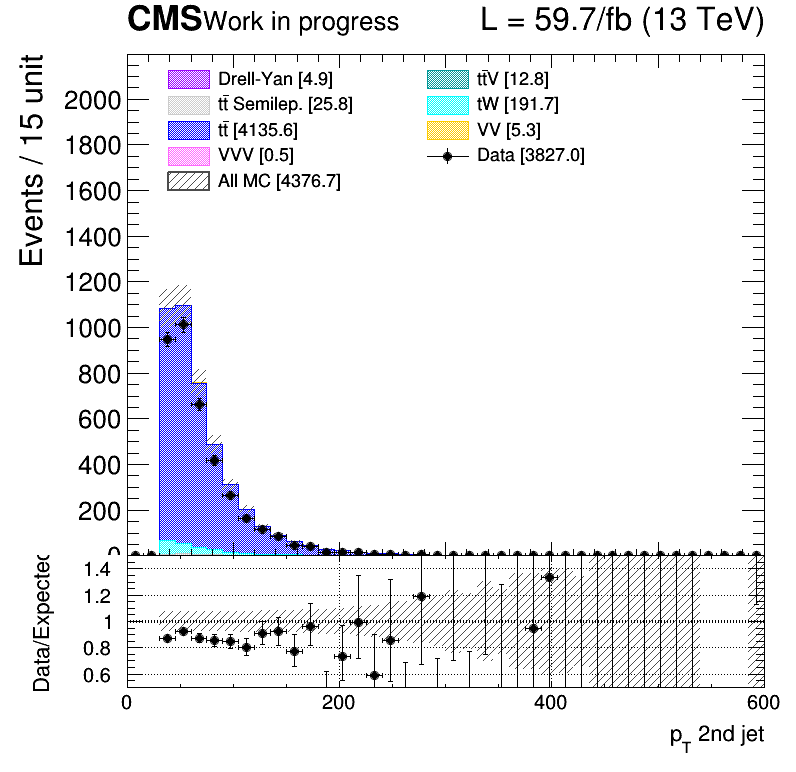 CMS Work in progress L = 59.7/fb (13 TeV)
Events / 15 unit
Drell-Yan [4.9]
tt̄ Semilep. [25.8]
tt̄ [4135.6]
VVV [0.5]
All MC [4376.7]
tt̄V [12.8]
tW [191.7]
VV [5.3]
Data [3827.0]
2000
1800
1600
1400
1200
1000
800
600
400
200
0
Data/Expected
1.4
1.2
1
0.8
0.6
0 200 400 600
p_T 2nd jet